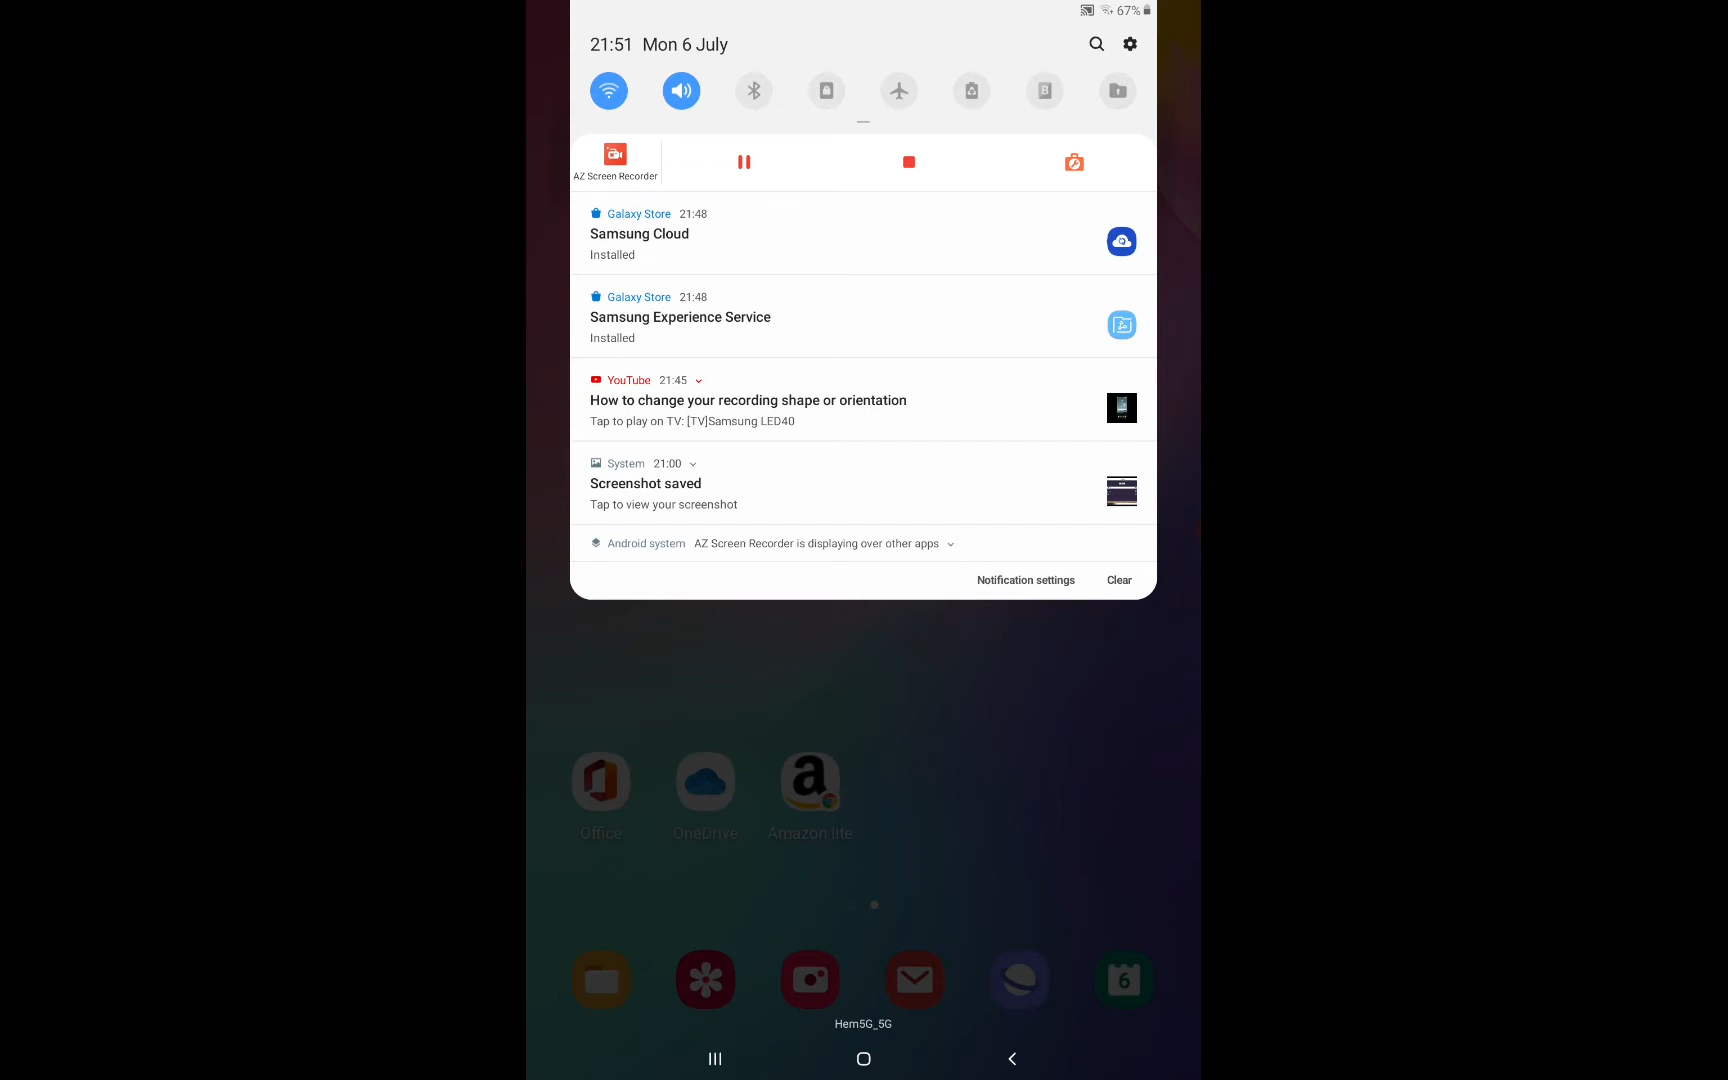 67%
21:51 Mon 6 July
B
AZ Screen Recorder
Galaxy Store 21:48
Samsung Cloud
Installed
Galaxy Store 21:48
Samsung Experience Service
Installed
YouTube 21:45
How to change your recording shape or orientation
Tap to play on TV: [TV]Samsung LED40
System 21:00
Screenshot saved
Tap to view your screenshot
Android system AZ Screen Recorder is displaying over other apps
Notification settings Clear
a
Office OneDrive Amazon lite
6
Hem5G_5G